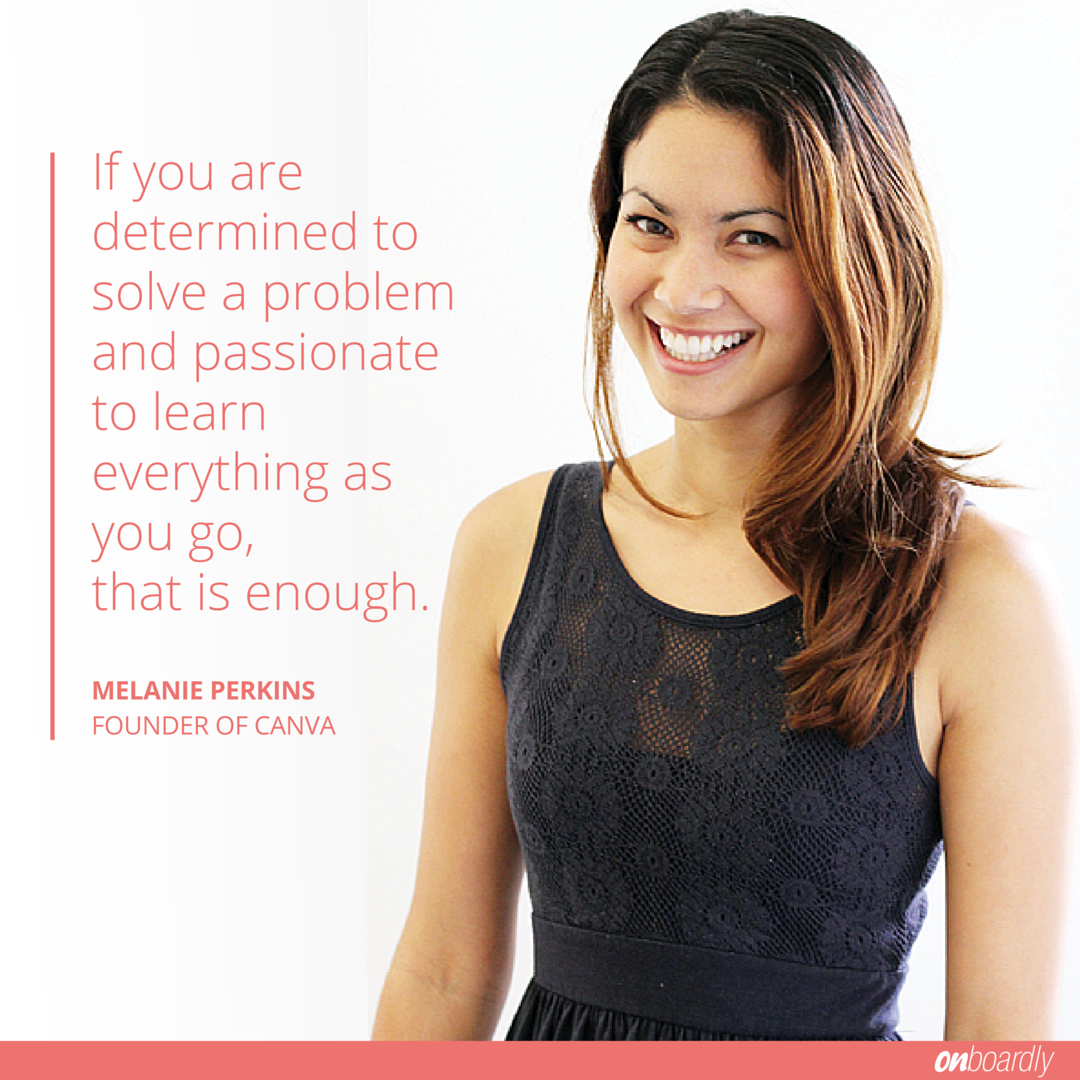 If you are
determined to
solve a problem
and passionate
to learn
everything as
you go,
that is enough.
MELANIE PERKINS
FOUNDER OF CANVA
onboardly